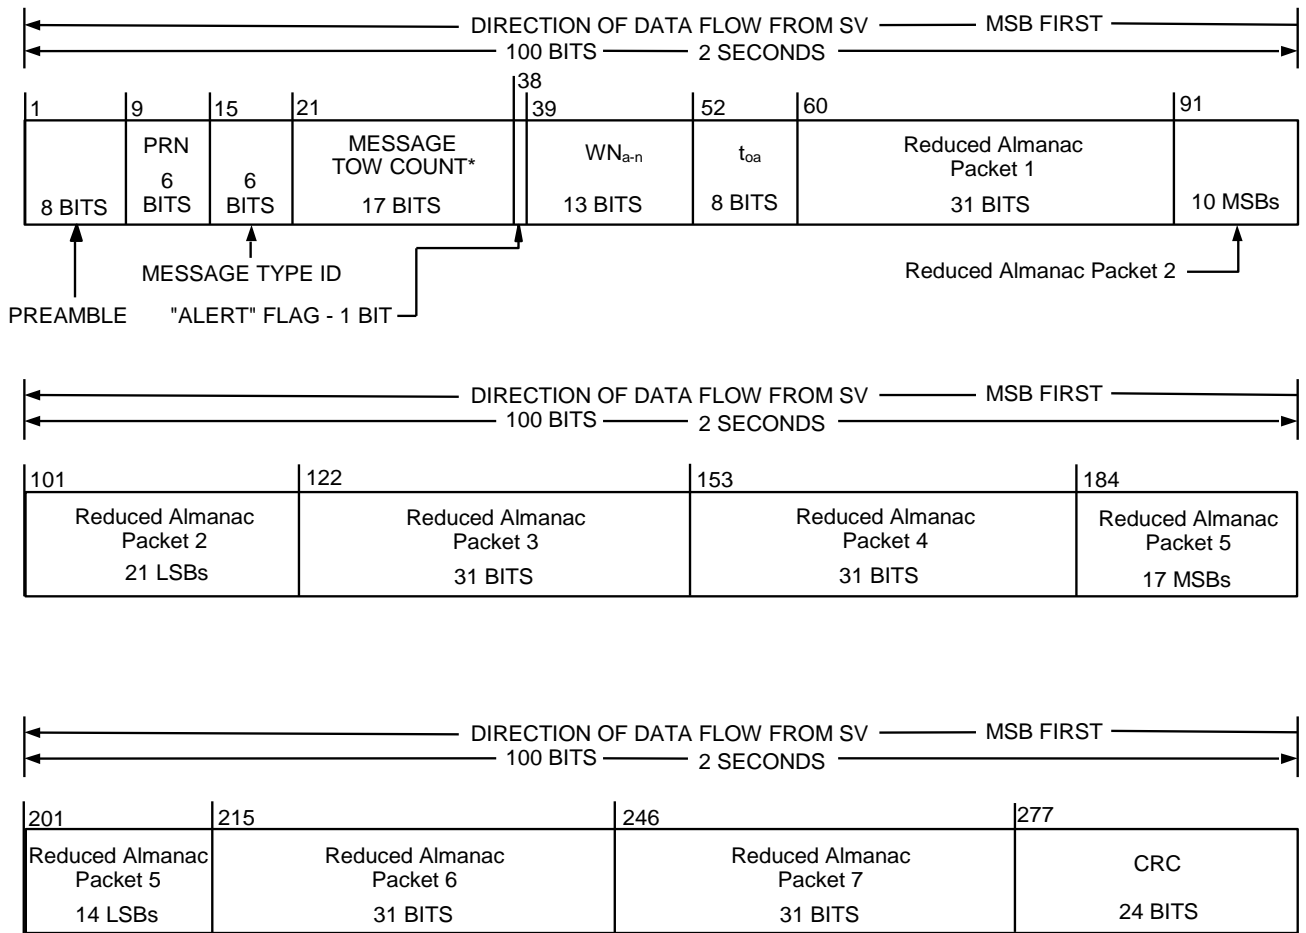 DIRECTION OF DATA FLOW FROM SV MSB FIRST
100 BITS 2 SECONDS
38
1 9 15 21 39 52 60 91
PRN
6
BITS
8 BITS
6
BITS
MESSAGE
TOW COUNT*
17 BITS
WNa-n
13 BITS
toa
8 BITS
Reduced Almanac
Packet 1
31 BITS
10 MSBs
MESSAGE TYPE ID
Reduced Almanac Packet 2
PREAMBLE
"ALERT" FLAG - 1 BIT
DIRECTION OF DATA FLOW FROM SV MSB FIRST
100 BITS 2 SECONDS
101 122 153 184
Reduced Almanac
Packet 2
21 LSBs
Reduced Almanac
Packet 3
31 BITS
Reduced Almanac
Packet 4
31 BITS
Reduced Almanac
Packet 5
17 MSBs
DIRECTION OF DATA FLOW FROM SV MSB FIRST
100 BITS 2 SECONDS
201 215 246 277
Reduced Almanac
Packet 5
14 LSBs
Reduced Almanac
Packet 6
31 BITS
Reduced Almanac
Packet 7
31 BITS
CRC
24 BITS